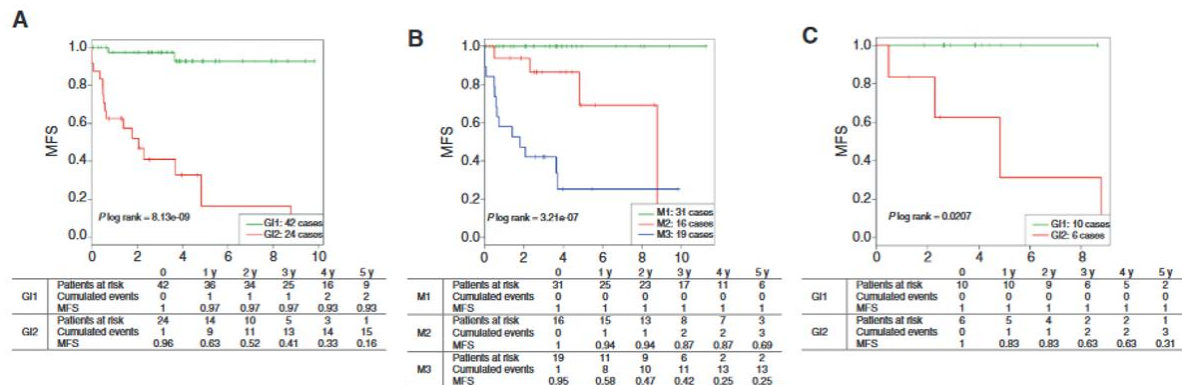 A
1.0
0.8
0.6
0.4
0.2
0.0
MFS
P log rank = 8.13e-09
GI1: 42 cases
GI2: 24 cases
0 2 4 6 8 10
0 1 y 2 y 3 y 4 y 5 y
GI1
Patients at risk 42 36 34 25 16 9
Cumulated events 0 1 1 1 2 2
MFS 1 0.97 0.97 0.97 0.93 0.93
GI2
Patients at risk 24 14 10 5 3 1
Cumulated events 1 9 11 13 14 15
MFS 0.96 0.63 0.52 0.41 0.33 0.16
B
1.0
0.8
0.6
0.4
0.2
0.0
MFS
P log rank = 3.21e-07
M1: 31 cases
M2: 16 cases
M3: 19 cases
0 2 4 6 8 10
0 1 y 2 y 3 y 4 y 5 y
M1
Patients at risk 31 25 23 17 11 6
Cumulated events 0 0 0 0 0 0
MFS 1 1 1 1 1 1
M2
Patients at risk 16 15 13 8 7 3
Cumulated events 0 1 1 2 2 3
MFS 1 0.94 0.94 0.87 0.87 0.69
M3
Patients at risk 19 11 9 6 2 2
Cumulated events 1 8 10 11 13 13
MFS 0.95 0.58 0.47 0.42 0.25 0.25
C
1.0
0.8
0.6
0.4
0.2
0.0
MFS
P log rank = 0.0207
GI1: 10 cases
GI2: 6 cases
0 2 4 6 8
0 1 y 2 y 3 y 4 y 5 y
GI1
Patients at risk 10 10 9 6 5 2
Cumulated events 0 0 0 0 0 0
MFS 1 1 1 1 1 1
GI2
Patients at risk 6 5 4 2 2 1
Cumulated events 0 1 1 2 2 3
MFS 1 0.83 0.83 0.63 0.63 0.31